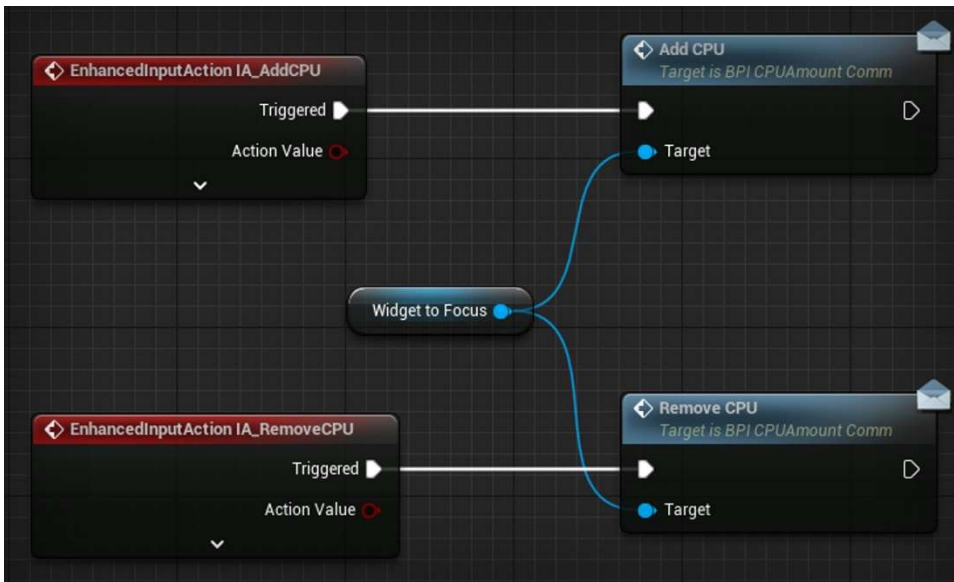 EnhancedInputAction IA_AddCPU
Triggered
Action Value
Add CPU
Target is BPI CPUAmount Comm
Target
Widget to Focus
EnhancedInputAction IA_RemoveCPU
Triggered
Action Value
Remove CPU
Target is BPI CPUAmount Comm
Target